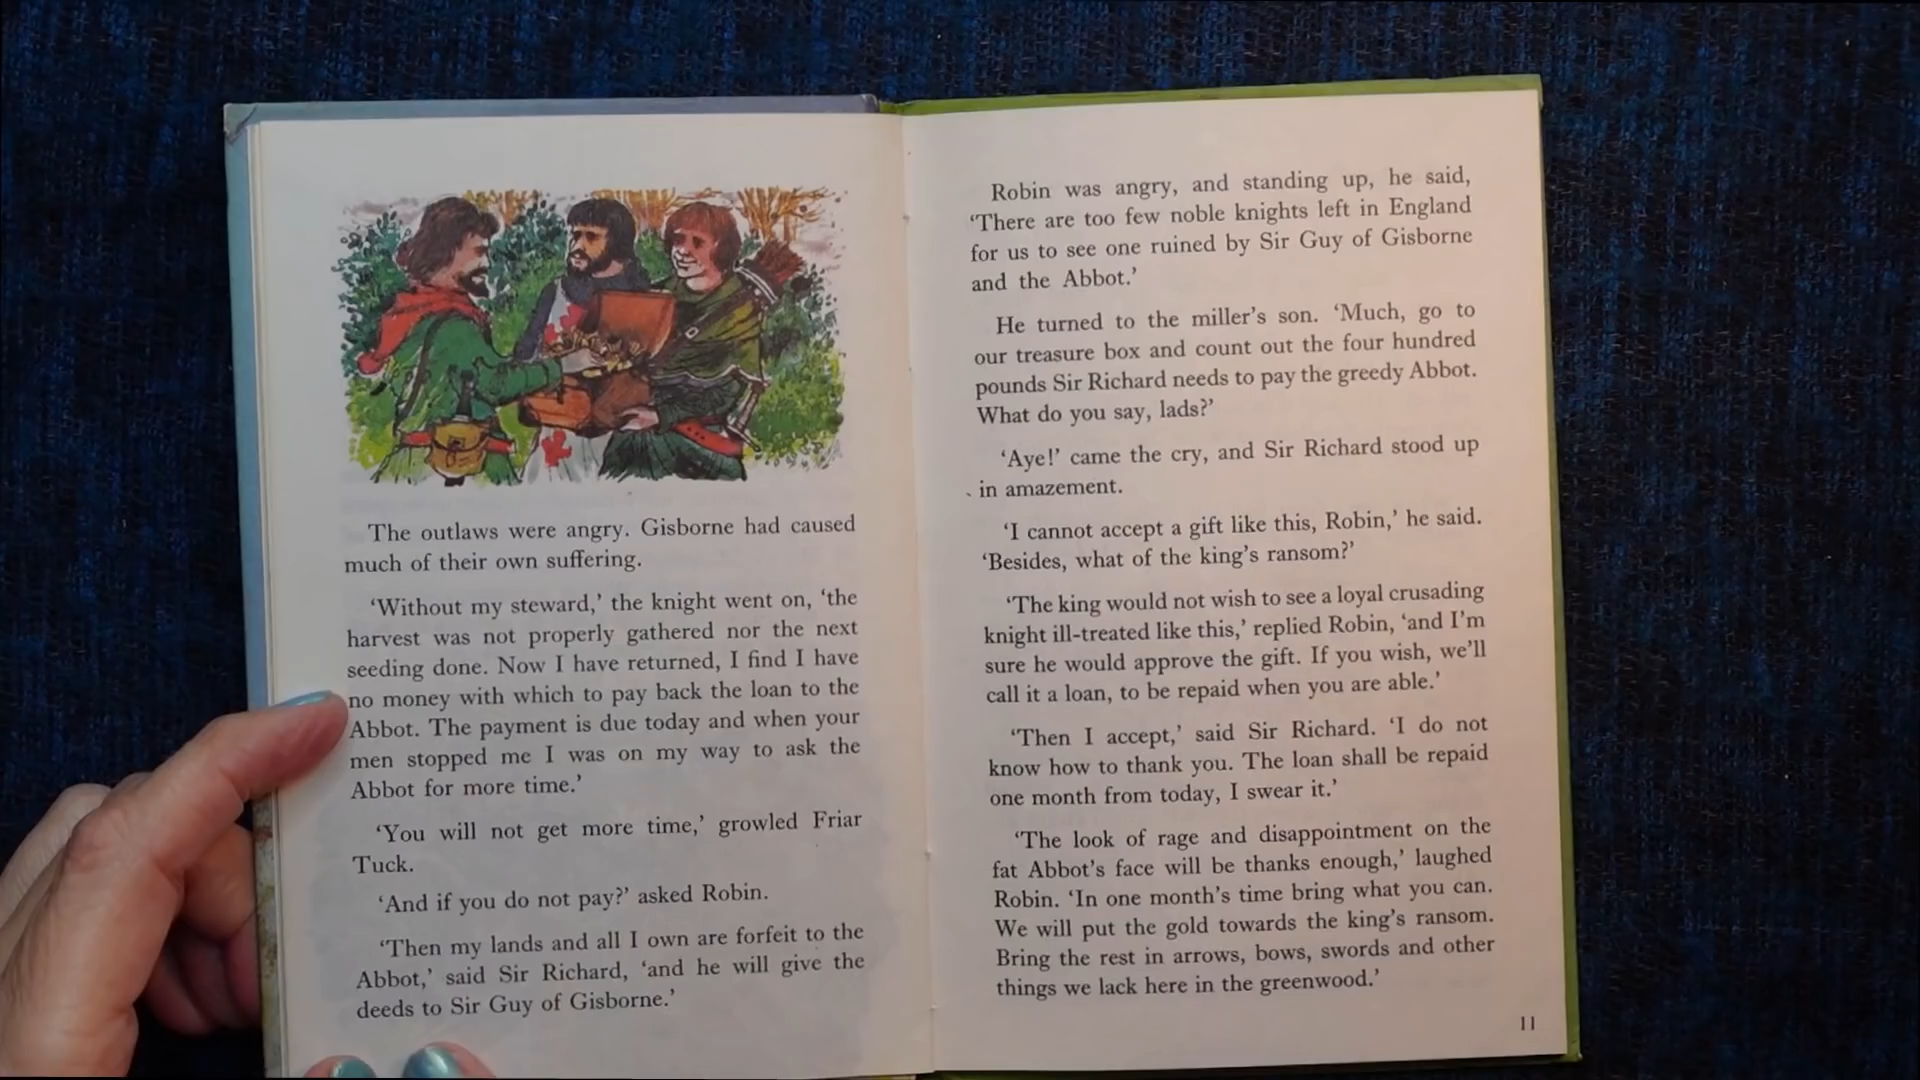 The outlaws were angry. Gisborne had caused
much of their own suffering.
‘Without my steward,’ the knight went on, ‘the
harvest was not properly gathered nor the next
seeding done. Now I have returned, I find I have
no money with which to pay back the loan to the
Abbot. The payment is due today and when your
men stopped me I was on my way to ask the
Abbot for more time.’
‘You will not get more time,’ growled Friar
Tuck.
‘And if you do not pay?’ asked Robin.
‘Then my lands and all I own are forfeit to the
Abbot,’ said Sir Richard, ‘and he will give the
deeds to Sir Guy of Gisborne.’
Robin was angry, and standing up, he said,
‘There are too few noble knights left in England
for us to see one ruined by Sir Guy of Gisborne
and the Abbot.’
He turned to the miller’s son. ‘Much, go to
our treasure box and count out the four hundred
pounds Sir Richard needs to pay the greedy Abbot.
What do you say, lads?’
‘Aye!’ came the cry, and Sir Richard stood up
in amazement.
‘I cannot accept a gift like this, Robin,’ he said.
‘Besides, what of the king’s ransom?’
‘The king would not wish to see a loyal crusading
knight ill-treated like this,’ replied Robin, ‘and I’m
sure he would approve the gift. If you wish, we’ll
call it a loan, to be repaid when you are able.’
‘Then I accept,’ said Sir Richard. ‘I do not
know how to thank you. The loan shall be repaid
one month from today, I swear it.’
‘The look of rage and disappointment on the
fat Abbot’s face will be thanks enough,’ laughed
Robin. ‘In one month’s time bring what you can.
We will put the gold towards the king’s ransom.
Bring the rest in arrows, bows, swords and other
things we lack here in the greenwood.’
11